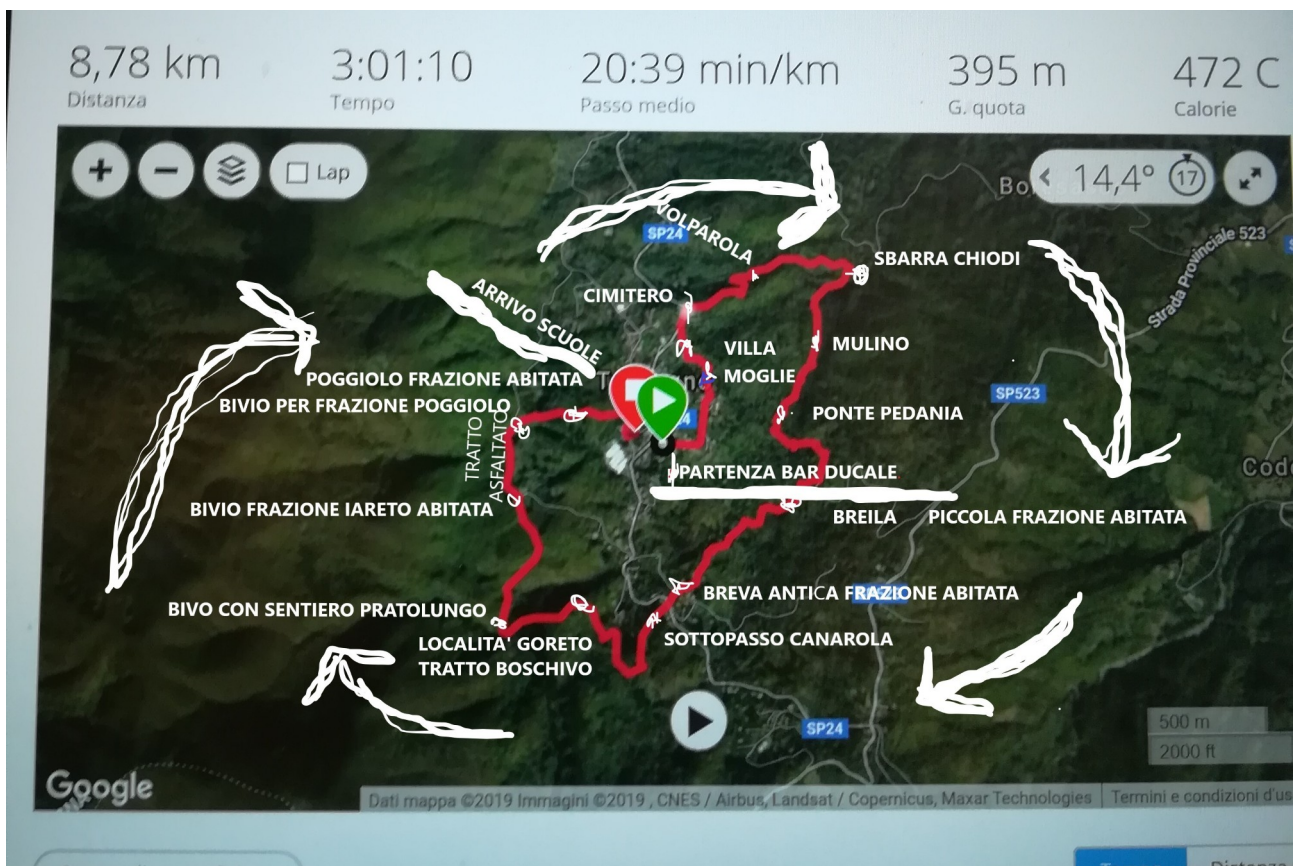 8,78 km
Distanza
3:01:10
Tempo
20:39 min/km
Passo medio
395 m
G. quota
472 C
Calorie
Lap
14,4°
17
VOLPAROLA
SP24
SBARRA CHIODI
Strada Provinciale 523
CIMITERO
ARRIVO SCUOLE
VILLA
MOGLIE
MULINO
POGGIOLO FRAZIONE ABITATA
BIVIO PER FRAZIONE POGGIOLO
SP523
PONTE PEDANIA
TRATTO
ASFALTATO
PARTENZA BAR DUCALE
BIVIO FRAZIONE IARETO ABITATA
BREILA PICCOLA FRAZIONE ABITATA
BREVA ANTICA FRAZIONE ABITATA
BIVO CON SENTIERO PRATOLUNGO
LOCALITA' GORETO
TRATTO BOSCHIVO
SOTTOPASSO CANAROLA
SP24
500 m
2000 ft
Google
Dati mappa ©2019 Immagini ©2019 , CNES / Airbus, Landsat / Copernicus, Maxar Technologies
Termini e condizioni d'us